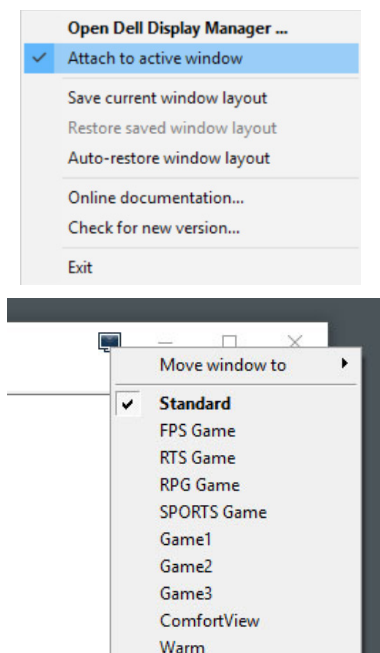 Open Dell Display Manager ...
Attach to active window
Save current window layout
Restore saved window layout
Auto-restore window layout
Online documentation...
Check for new version...
Exit
Move window to
Standard
FPS Game
RTS Game
RPG Game
SPORTS Game
Game1
Game2
Game3
ComfortView
Warm